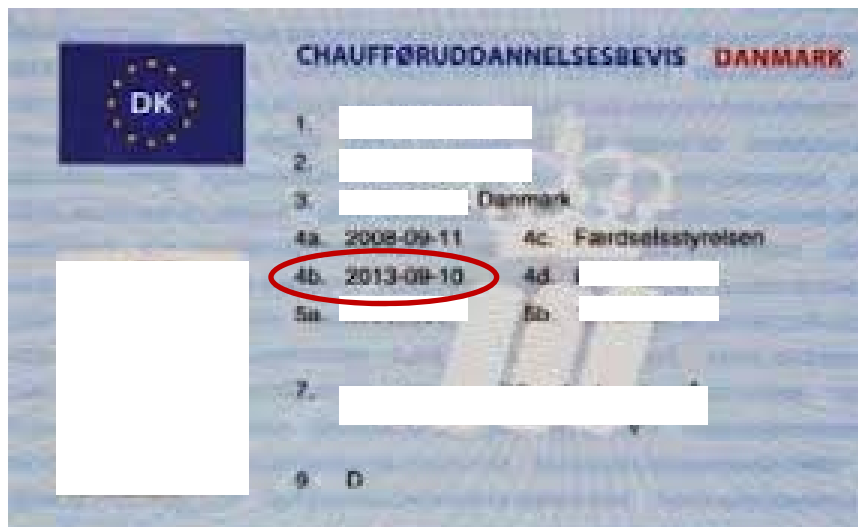 CHAUFFØRUDDANNELSESBEVIS DANMARK
DK
1.
2.
3. Danmark
4a. 2008-09-11 4c. Færdselsstyrelsen
4b. 2013-09-10 4d.
5a. 5b.
7.
9 D